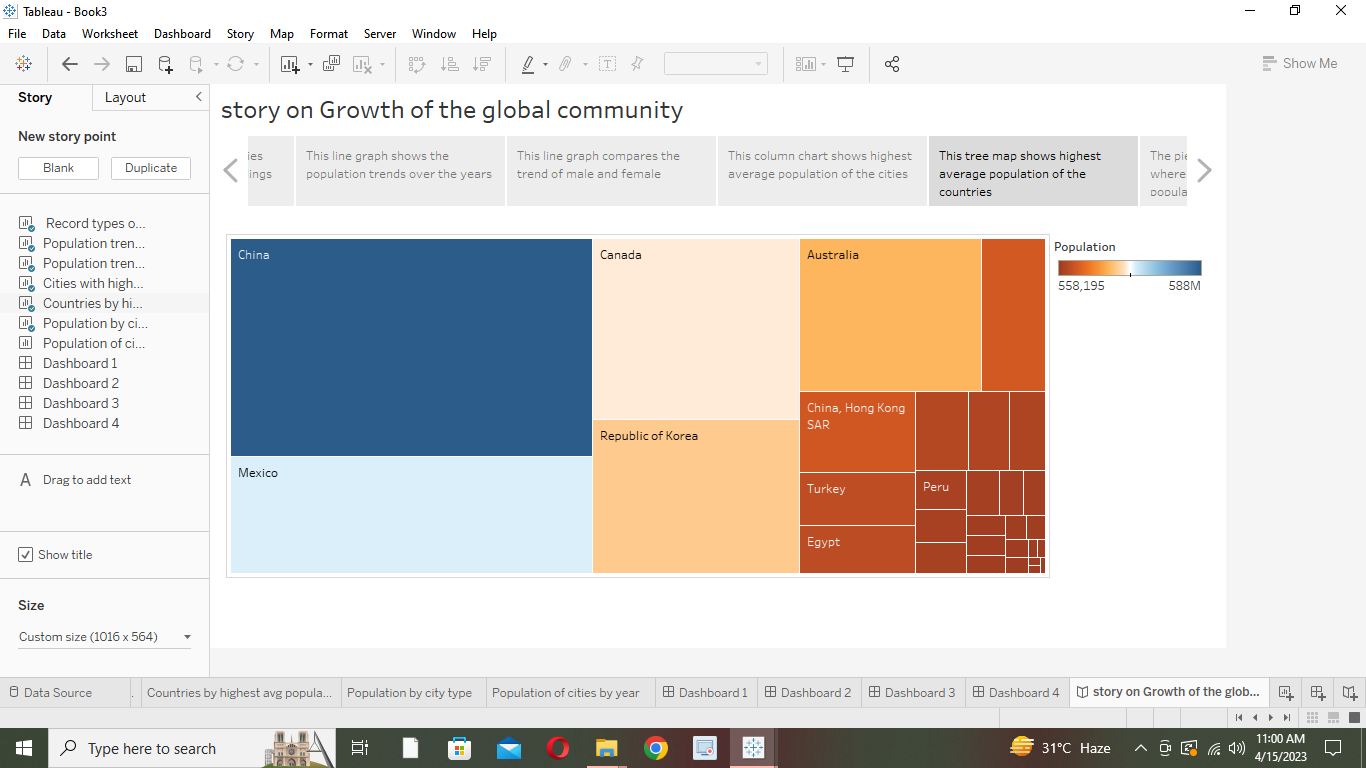 Tableau - Book3
File Data Worksheet Dashboard Story Map Format Server Window Help
Show Me
Story Layout
New story point
Blank Duplicate
Record types o...
Population tren...
Population tren...
Cities with high...
Countries by hi...
Population by ci...
Population of ci...
Dashboard 1
Dashboard 2
Dashboard 3
Dashboard 4
A Drag to add text
Show title
Size
Custom size (1016 x 564)
story on Growth of the global community
ies
ings
This line graph shows the
population trends over the years
This line graph compares the
trend of male and female
This column chart shows highest
average population of the cities
This tree map shows highest
average population of the
countries
The pie
where
popula
China
Mexico
Canada
Republic of Korea
Australia
China, Hong Kong
SAR
Turkey
Egypt
Peru
Population
558,195 588M
Data Source
Countries by highest avg popula...
Population by city type
Population of cities by year
Dashboard 1
Dashboard 2
Dashboard 3
Dashboard 4
story on Growth of the glob...
Type here to search
31°C Haze
11:00 AM
4/15/2023